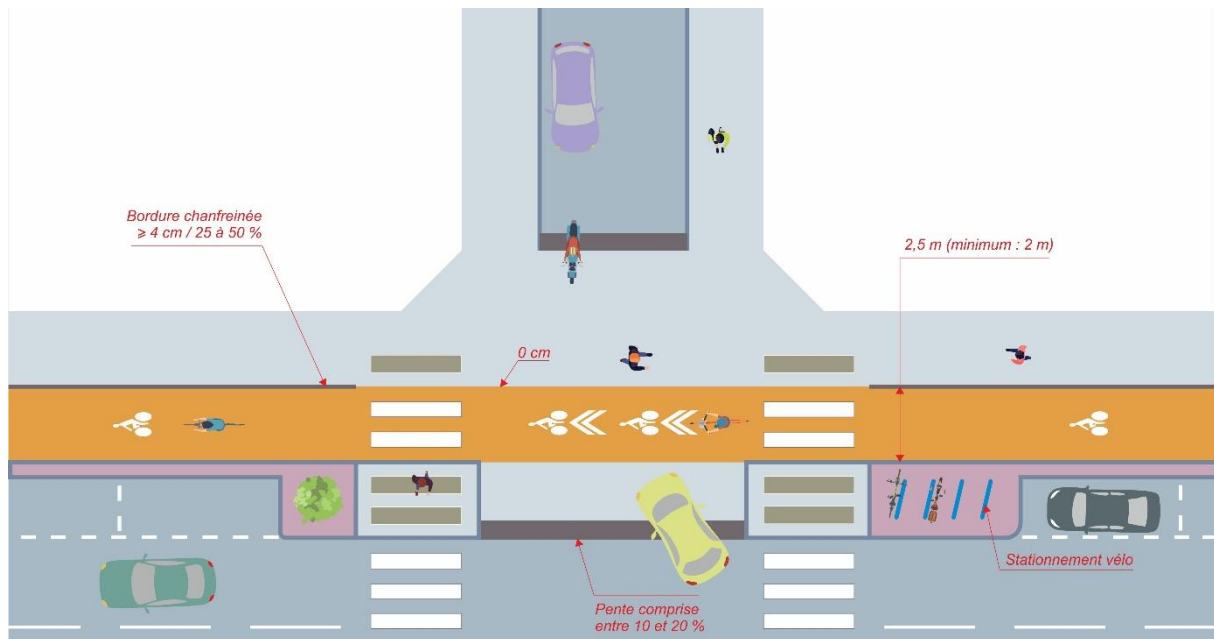 Bordure chanfreinée
⩾ 4 cm / 25 à 50 %
2,5 m (minimum : 2 m)
0 cm
Stationnement vélo
Pente comprise
entre 10 et 20 %